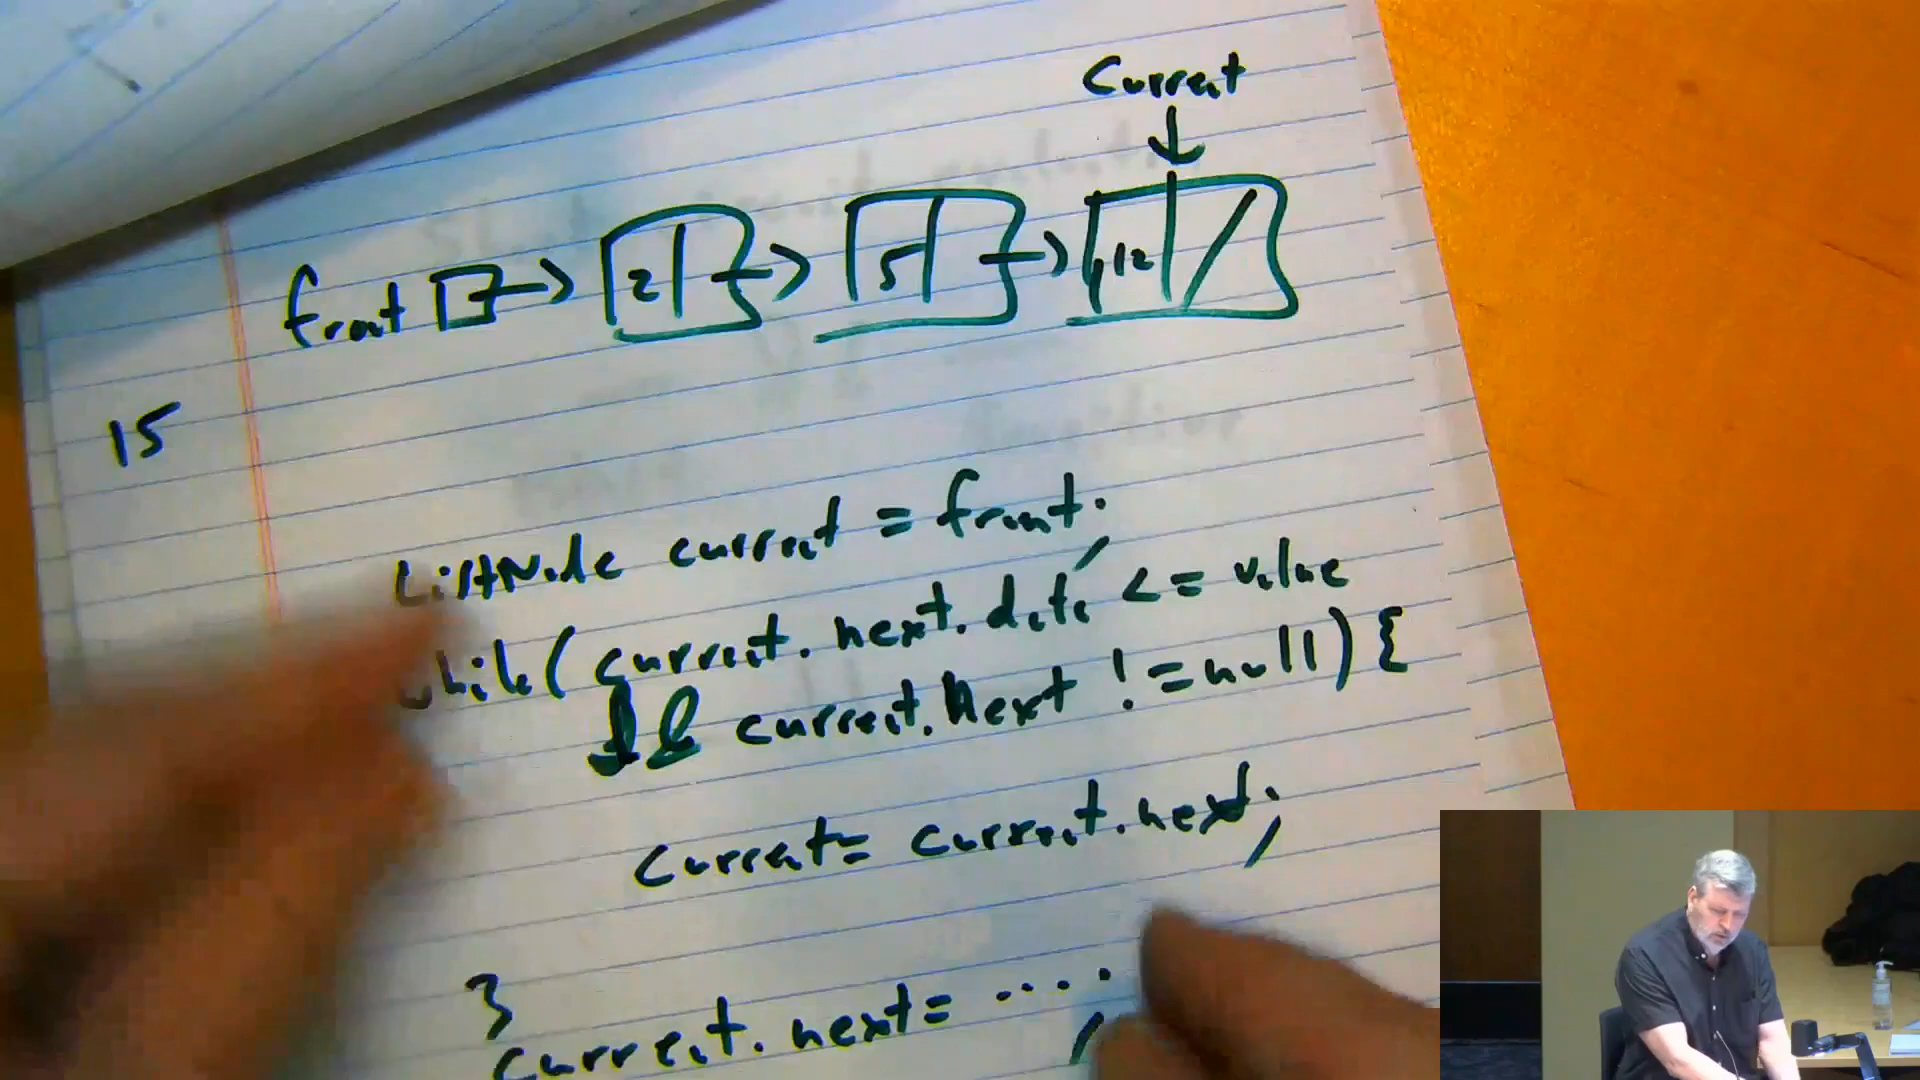 Current
front 2 5 12
15
ListNode current = front;
while( current.next.data <= value
&& current.next != null) {
current = current.next;
}
current.next = ....;